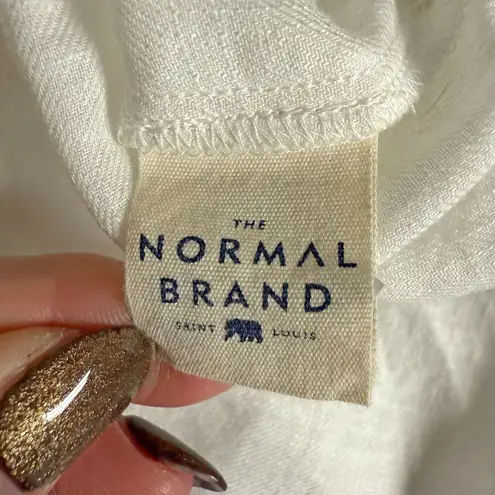 THE
NORMAL
BRAND
SAINT LOUIS